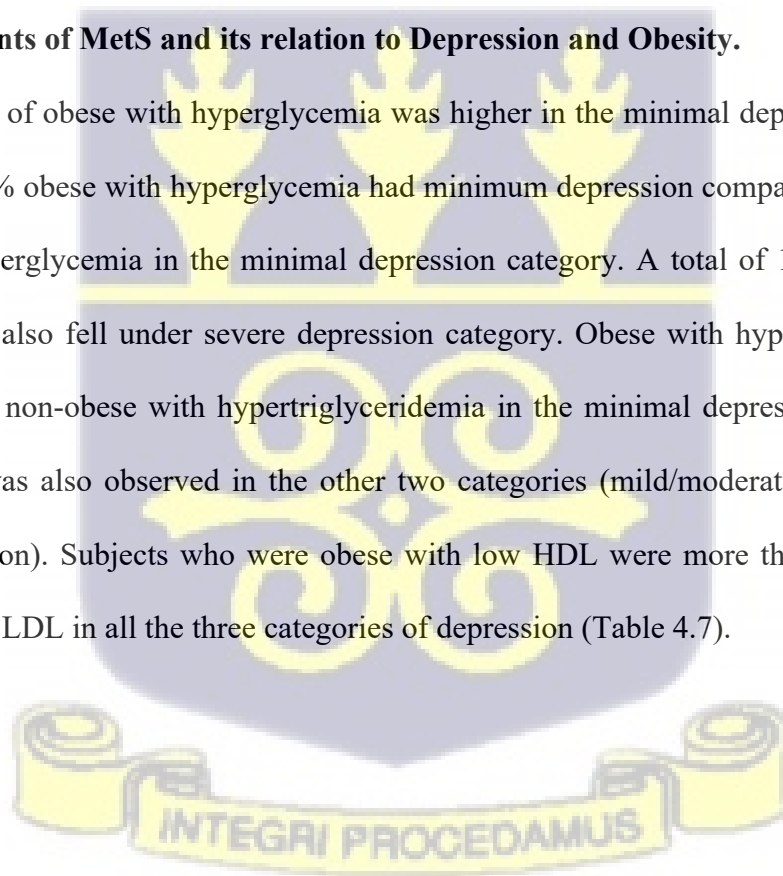 nts of MetS and its relation to Depression and Obesity.
of obese with hyperglycemia was higher in the minimal dep
% obese with hyperglycemia had minimum depression compa
erglycemia in the minimal depression category. A total of
also fell under severe depression category. Obese with hyp
non-obese with hypertriglyceridemia in the minimal depres
was also observed in the other two categories (mild/moderat
on). Subjects who were obese with low HDL were more th
LDL in all the three categories of depression (Table 4.7).
INTEGRI PROCEDAMUS